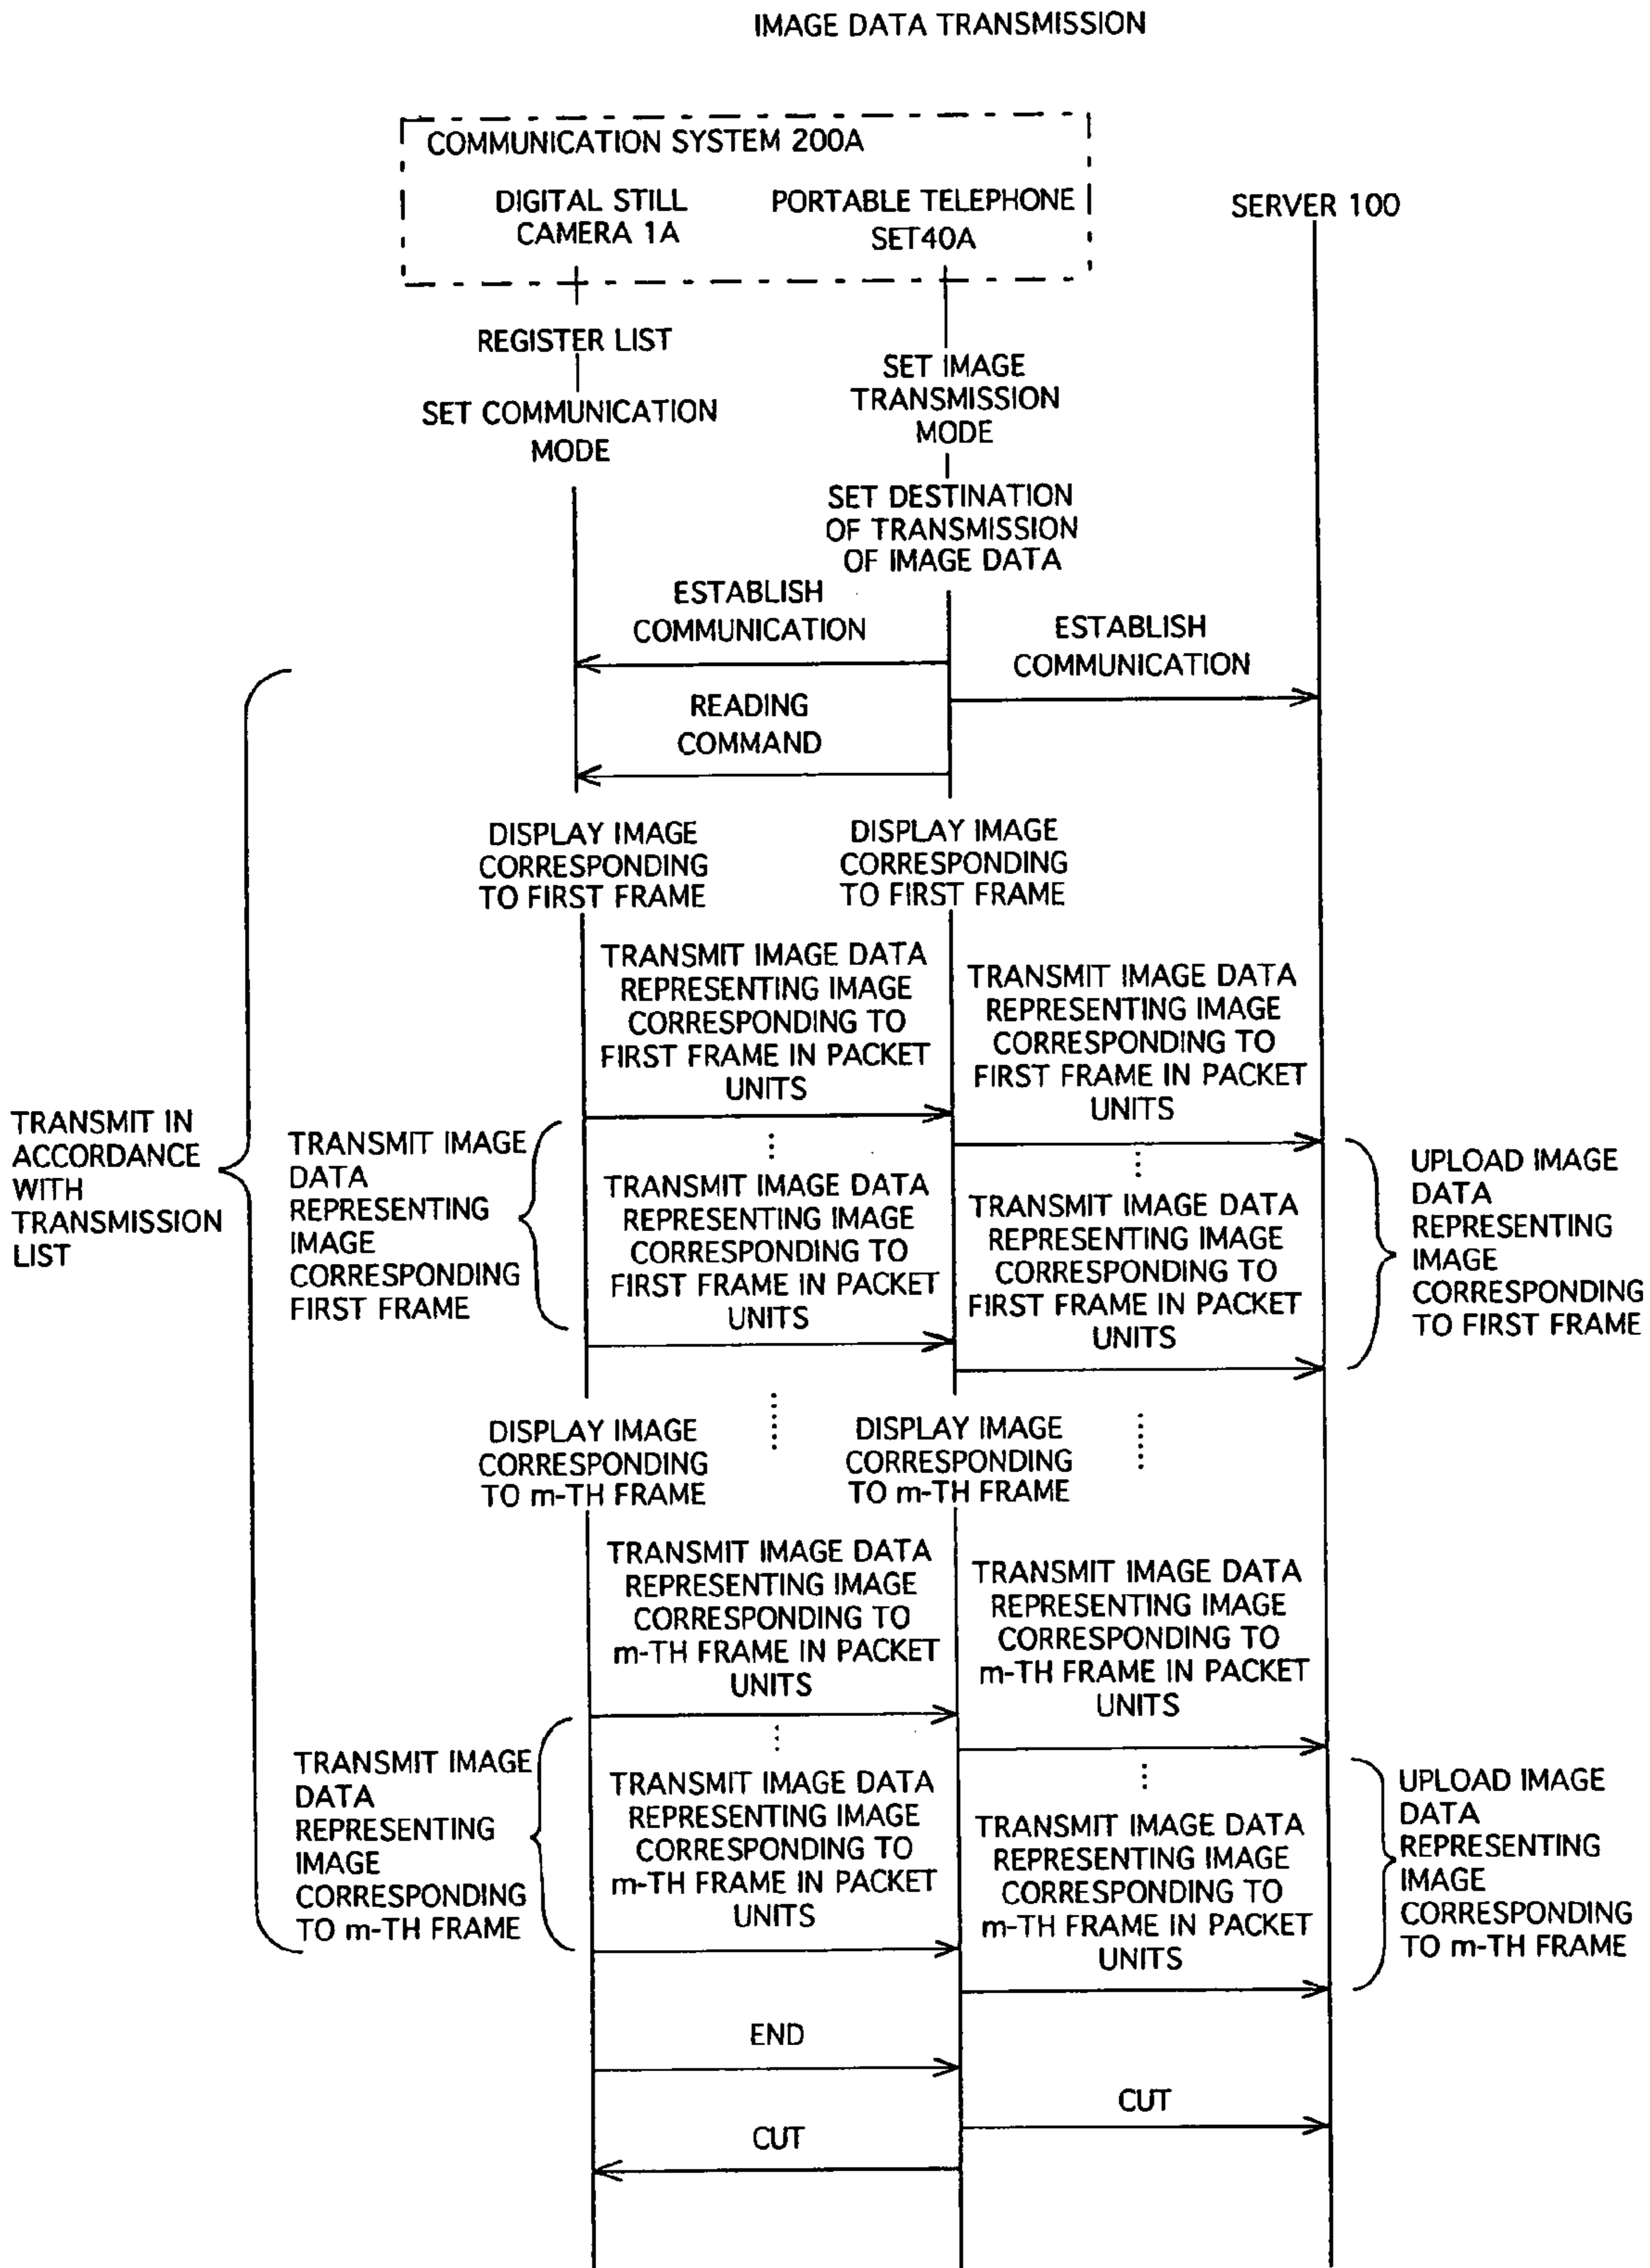 IMAGE DATA TRANSMISSION
COMMUNICATION SYSTEM 200A
DIGITAL STILL
CAMERA 1A
PORTABLE TELEPHONE
SET40A
SERVER 100
REGISTER LIST
SET COMMUNICATION
MODE
SET IMAGE
TRANSMISSION
MODE
SET DESTINATION
OF TRANSMISSION
OF IMAGE DATA
ESTABLISH
COMMUNICATION
ESTABLISH
COMMUNICATION
READING
COMMAND
DISPLAY IMAGE
CORRESPONDING
TO FIRST FRAME
DISPLAY IMAGE
CORRESPONDING
TO FIRST FRAME
TRANSMIT IMAGE DATA
REPRESENTING IMAGE
CORRESPONDING TO
FIRST FRAME IN PACKET
UNITS
TRANSMIT IMAGE DATA
REPRESENTING IMAGE
CORRESPONDING TO
FIRST FRAME IN PACKET
UNITS
TRANSMIT IN
ACCORDANCE
WITH
TRANSMISSION
LIST
TRANSMIT IMAGE
DATA
REPRESENTING
IMAGE
CORRESPONDING
FIRST FRAME
TRANSMIT IMAGE DATA
REPRESENTING IMAGE
CORRESPONDING TO
FIRST FRAME IN PACKET
UNITS
TRANSMIT IMAGE DATA
REPRESENTING IMAGE
CORRESPONDING TO
FIRST FRAME IN PACKET
UNITS
UPLOAD IMAGE
DATA
REPRESENTING
IMAGE
CORRESPONDING
TO FIRST FRAME
DISPLAY IMAGE
CORRESPONDING
TO m-TH FRAME
DISPLAY IMAGE
CORRESPONDING
TO m-TH FRAME
TRANSMIT IMAGE DATA
REPRESENTING IMAGE
CORRESPONDING TO
m-TH FRAME IN PACKET
UNITS
TRANSMIT IMAGE DATA
REPRESENTING IMAGE
CORRESPONDING TO
m-TH FRAME IN PACKET
UNITS
TRANSMIT IMAGE
DATA
REPRESENTING
IMAGE
CORRESPONDING
TO m-TH FRAME
TRANSMIT IMAGE DATA
REPRESENTING IMAGE
CORRESPONDING TO
m-TH FRAME IN PACKET
UNITS
TRANSMIT IMAGE DATA
REPRESENTING IMAGE
CORRESPONDING TO
m-TH FRAME IN PACKET
UNITS
UPLOAD IMAGE
DATA
REPRESENTING
IMAGE
CORRESPONDING
TO m-TH FRAME
END
CUT
CUT